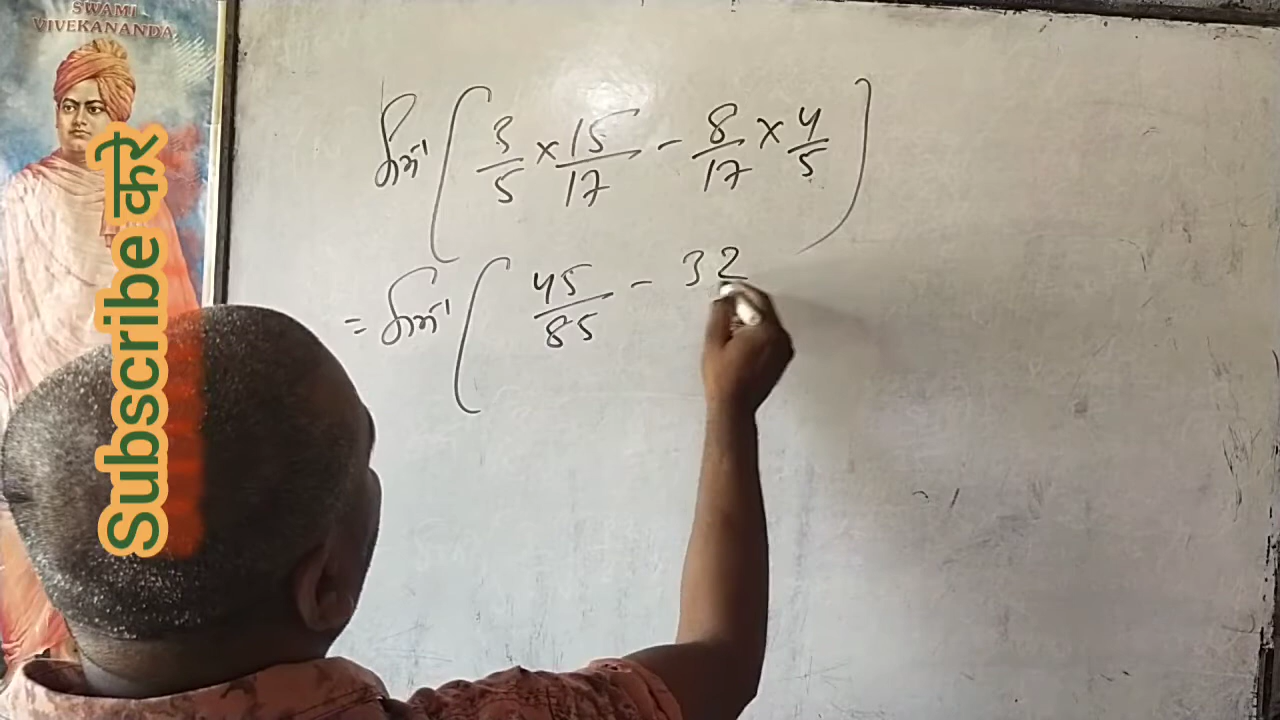 SWAMI
VIVEKANANDA
Subscribe करे
( 3/5 × 15/17 - 8/17 × 4/5 )
= ( 45/85 - 32